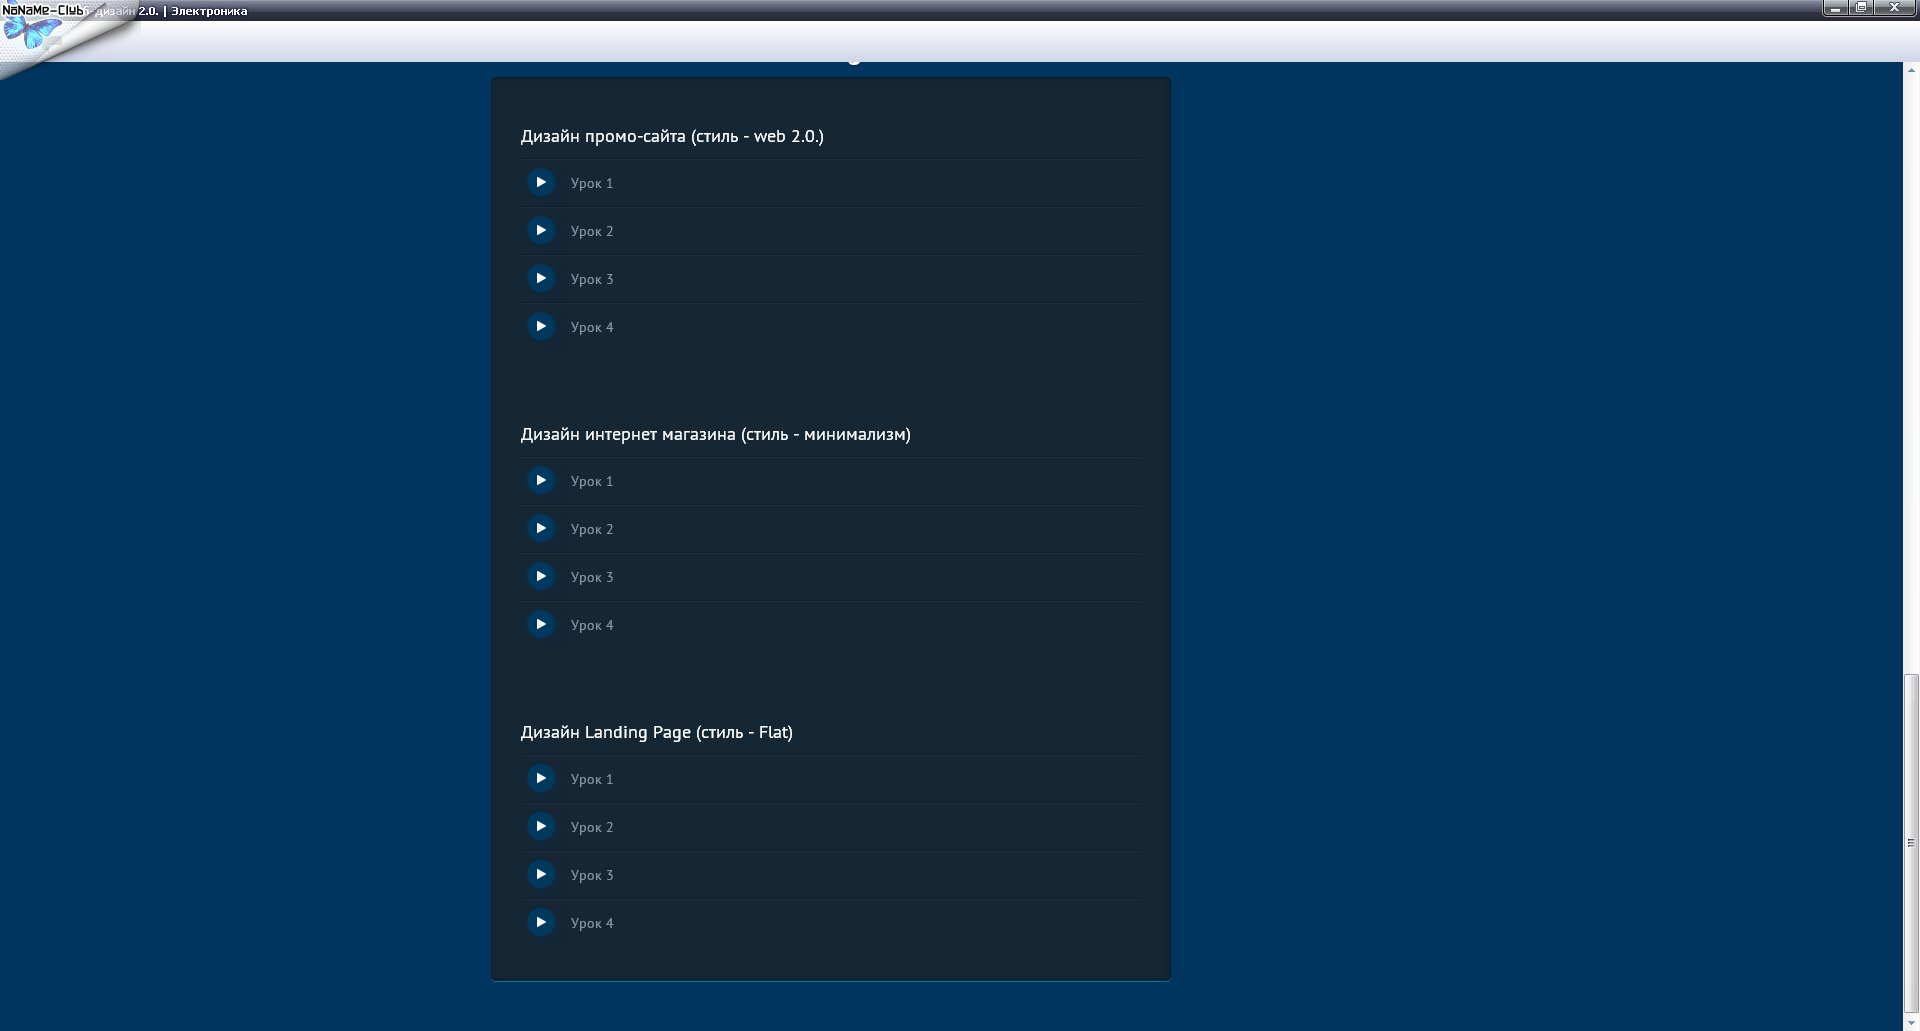 NoNaMe-Club
дизайн 2.0. | Электроника
Дизайн промо-сайта (стиль - web 2.0.)
Урок 1
Урок 2
Урок 3
Урок 4
Дизайн интернет магазина (стиль - минимализм)
Урок 1
Урок 2
Урок 3
Урок 4
Дизайн Landing Page (стиль - Flat)
Урок 1
Урок 2
Урок 3
Урок 4